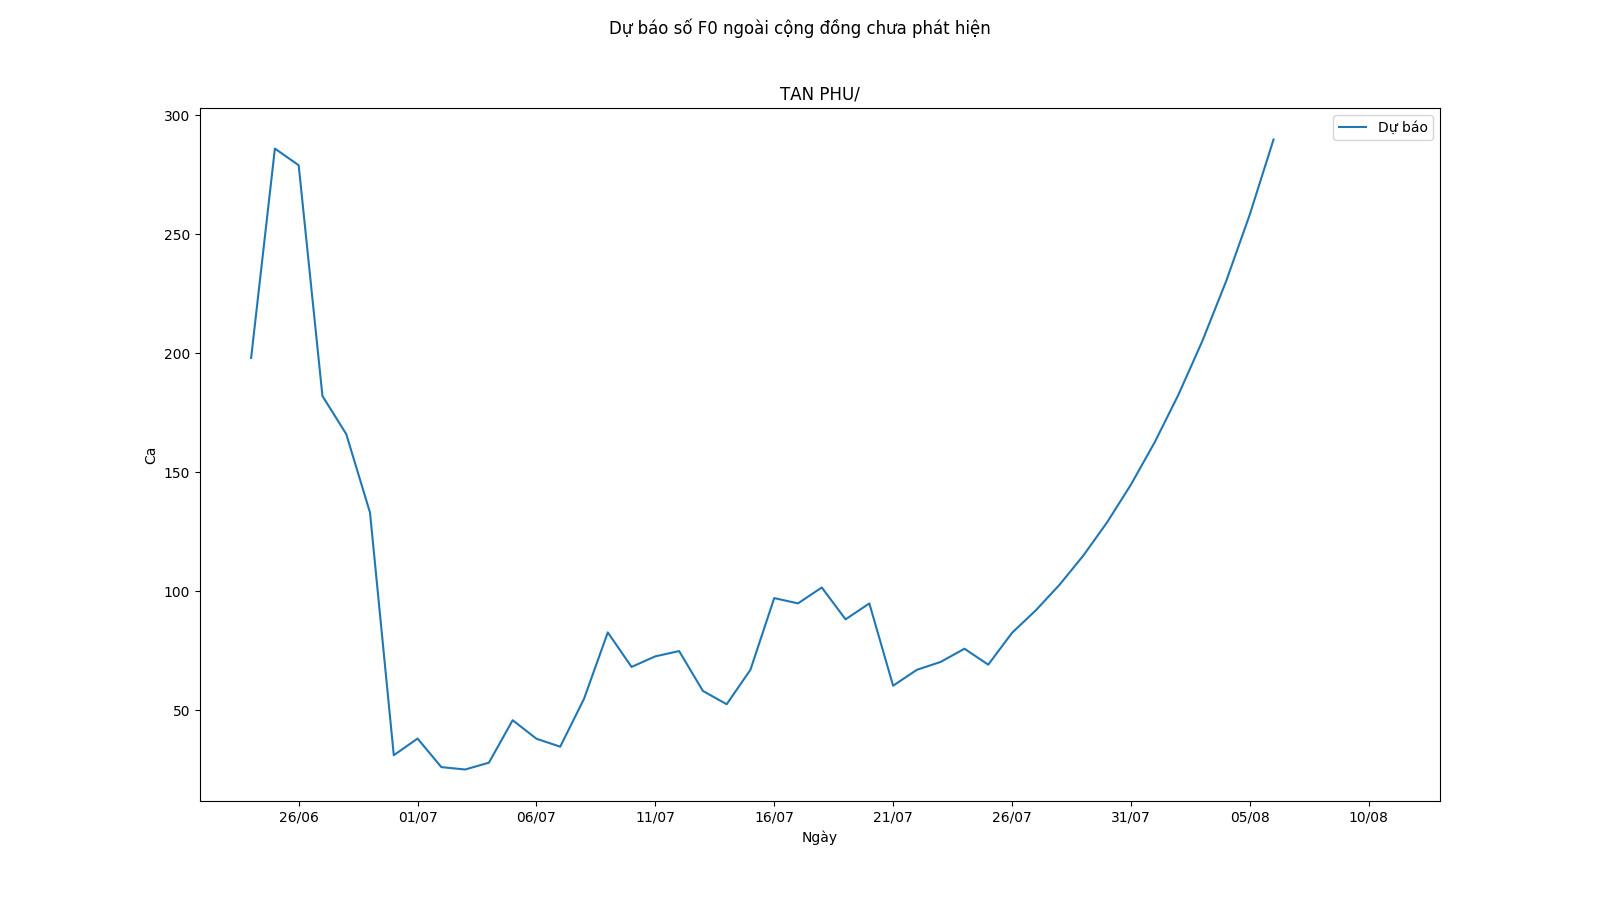 Dự báo số F0 ngoài cộng đồng chưa phát hiện
TAN PHU/
Dự báo
300
250
200
150
100
50
Ca
26/06 01/07 06/07 11/07 16/07 21/07 26/07 31/07 05/08 10/08
Ngày